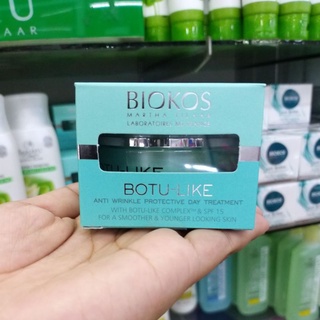 U
AAR
BIOKOS
MARTHA TILAAR
BOTU-LIKE
ANTI WRINKLE PROTECTIVE DAY TREATMENT
WITH BOTU-LIKE COMPLEX™ & SPF 15
FOR A SMOOTHER & YOUNGER LOOKING SKIN